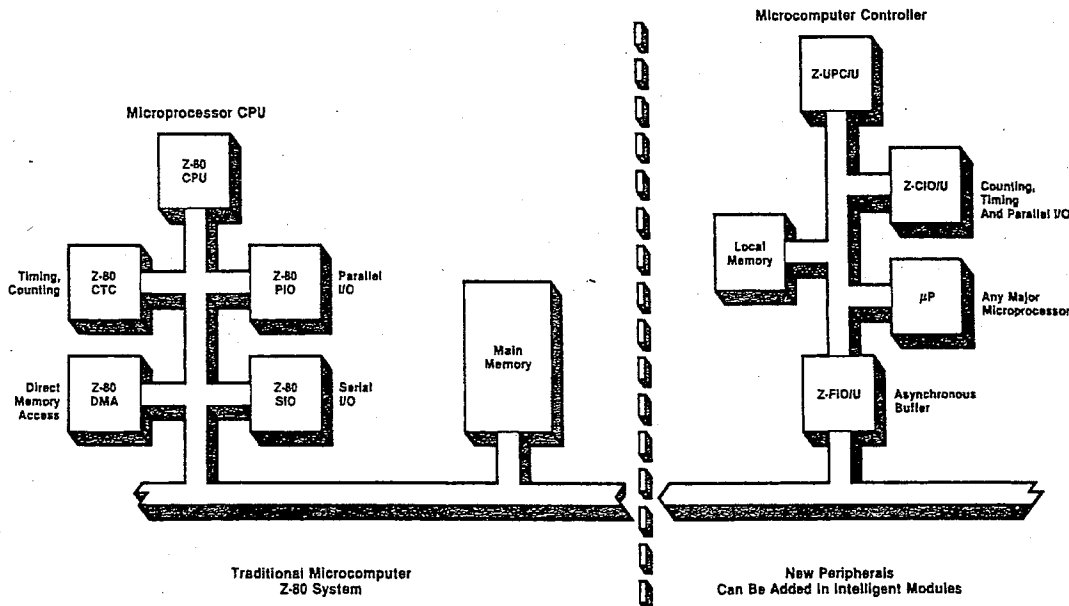 Microcomputer Controller
Z-UPC/U
Microprocessor CPU
Z-80
CPU
Z-CIO/U
Counting,
Timing
And Parallel I/O
Timing,
Counting
Z-80
CTC
Z-80
PIO
Parallel
I/O
Local
Memory
µP
Any Major
Microprocessor
Main
Memory
Direct
Memory
Access
Z-80
DMA
Z-80
SIO
Serial
I/O
Z-FIO/U
Asynchronous
Buffer
Traditional Microcomputer
Z-80 System
New Peripherals
Can Be Added In Intelligent Modules